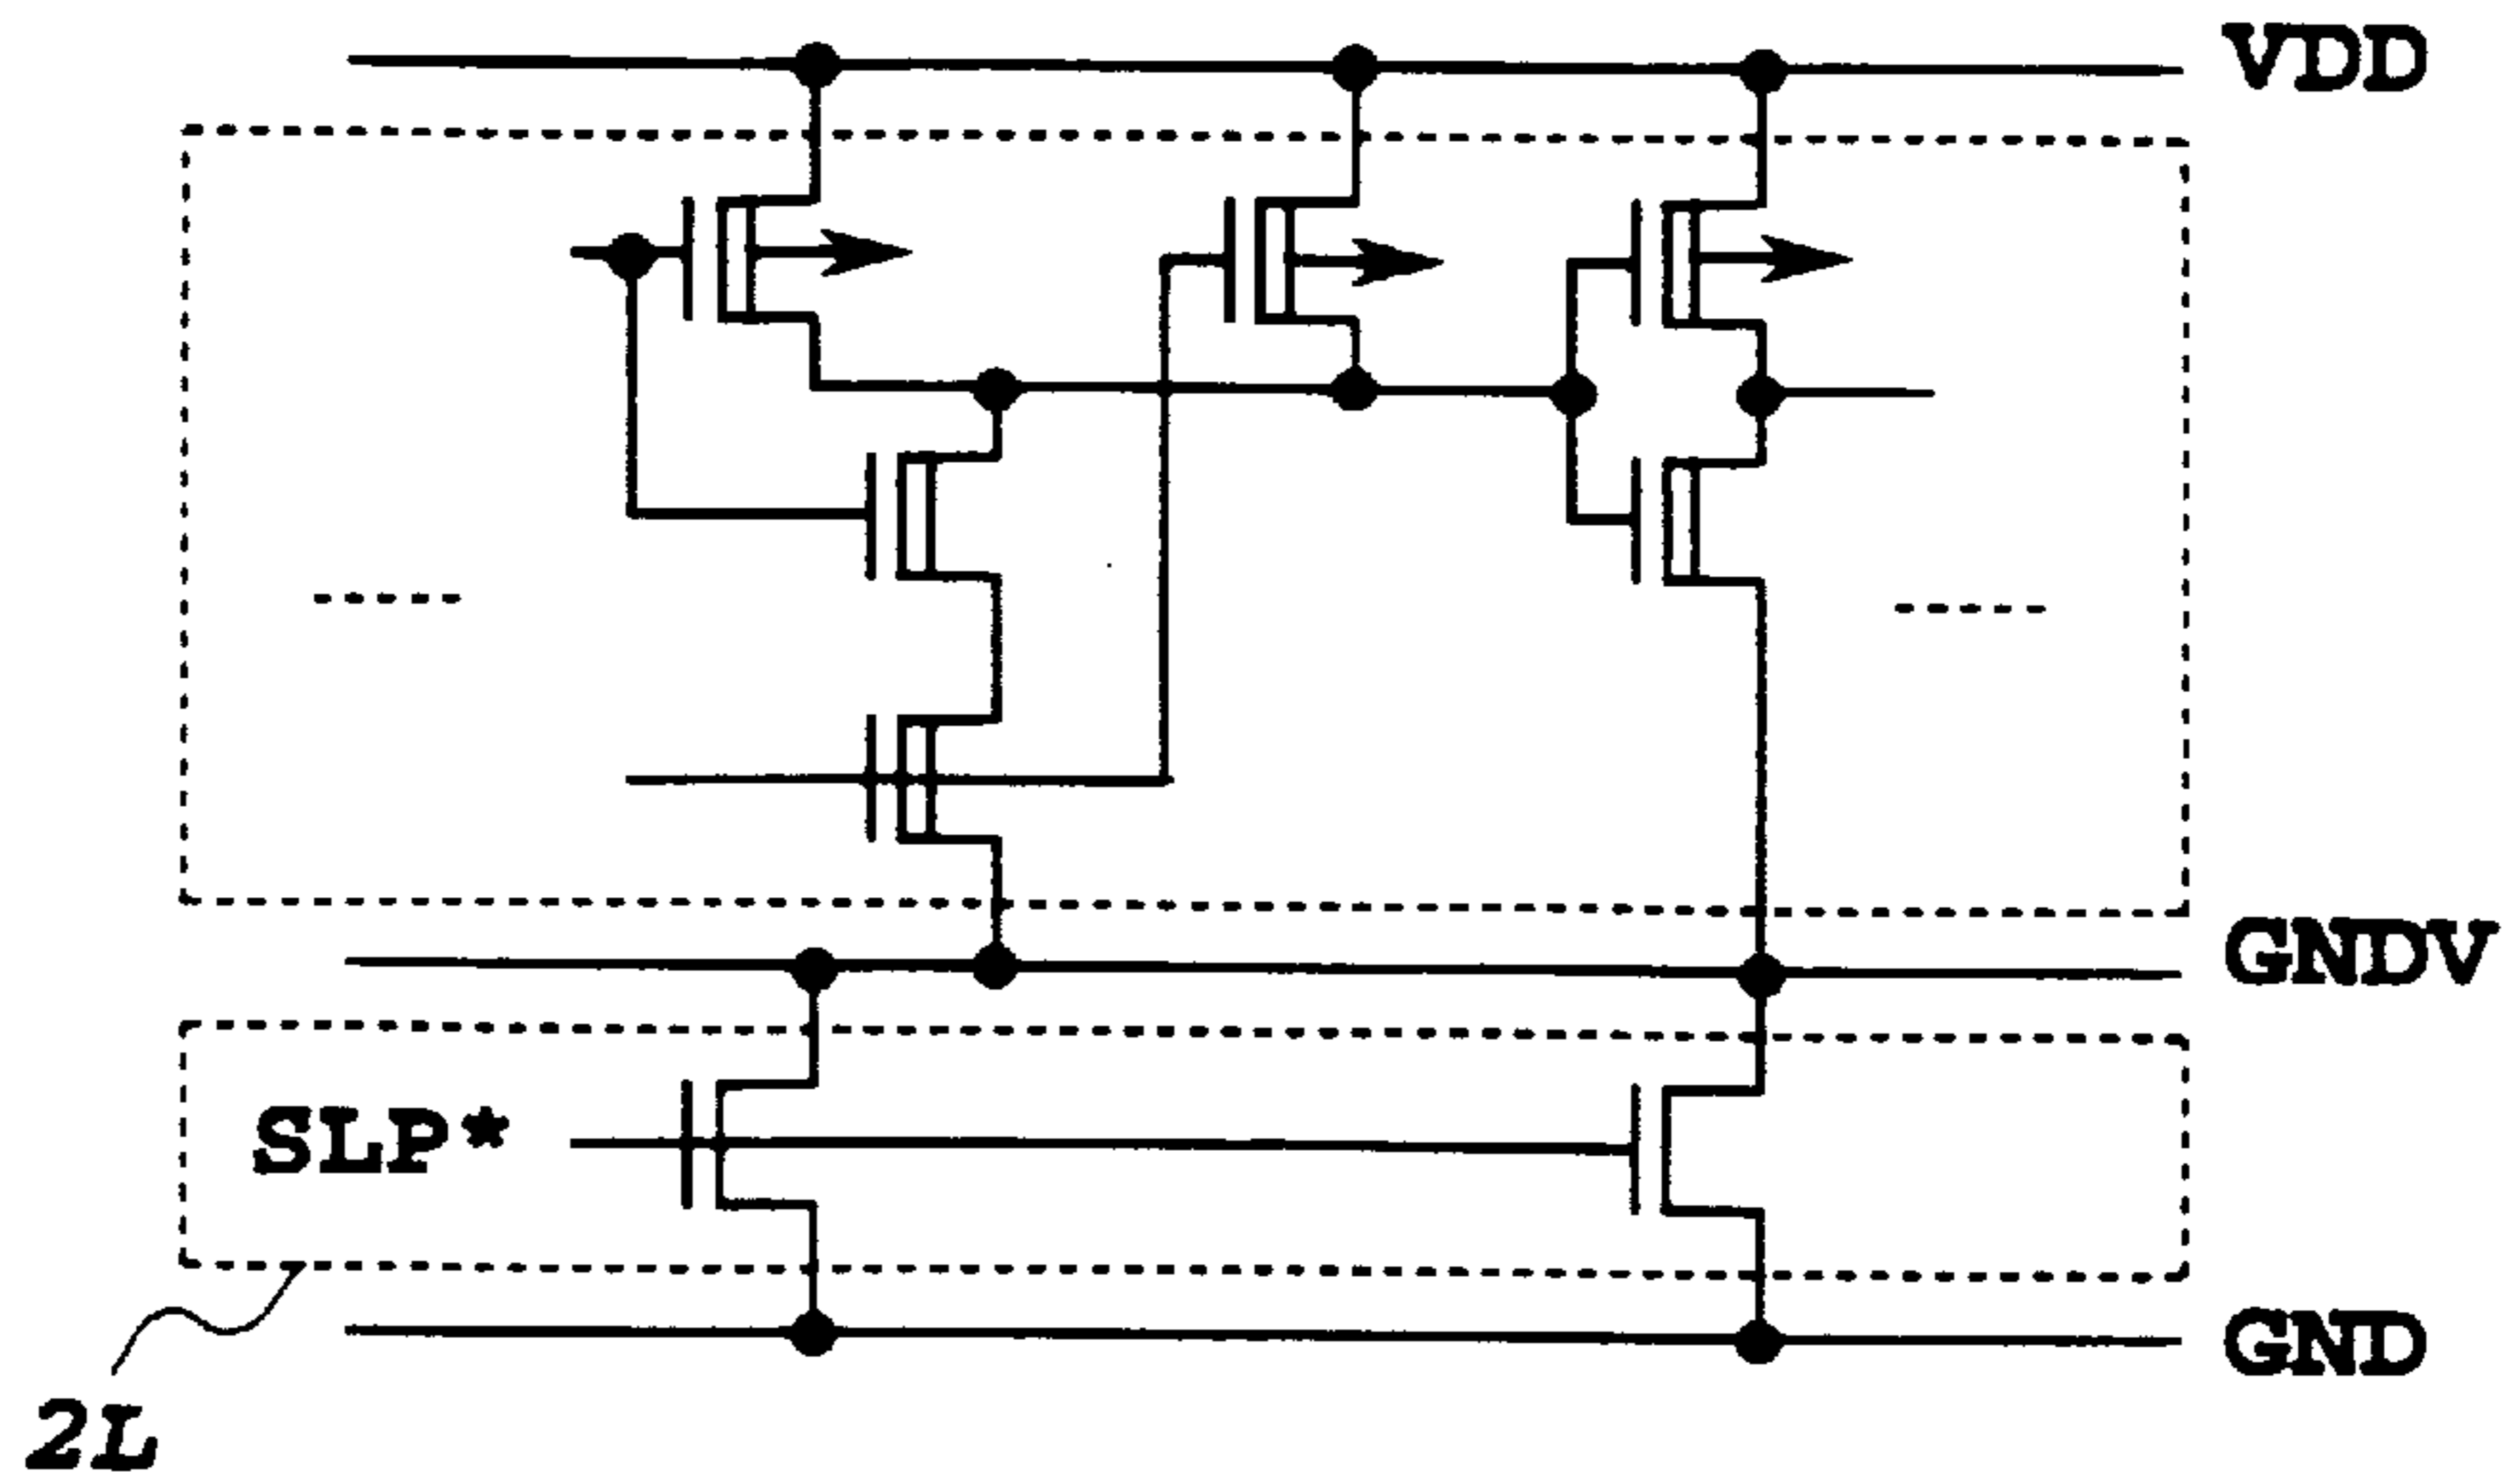 VDD
GNDV
SLP*
GND
2L